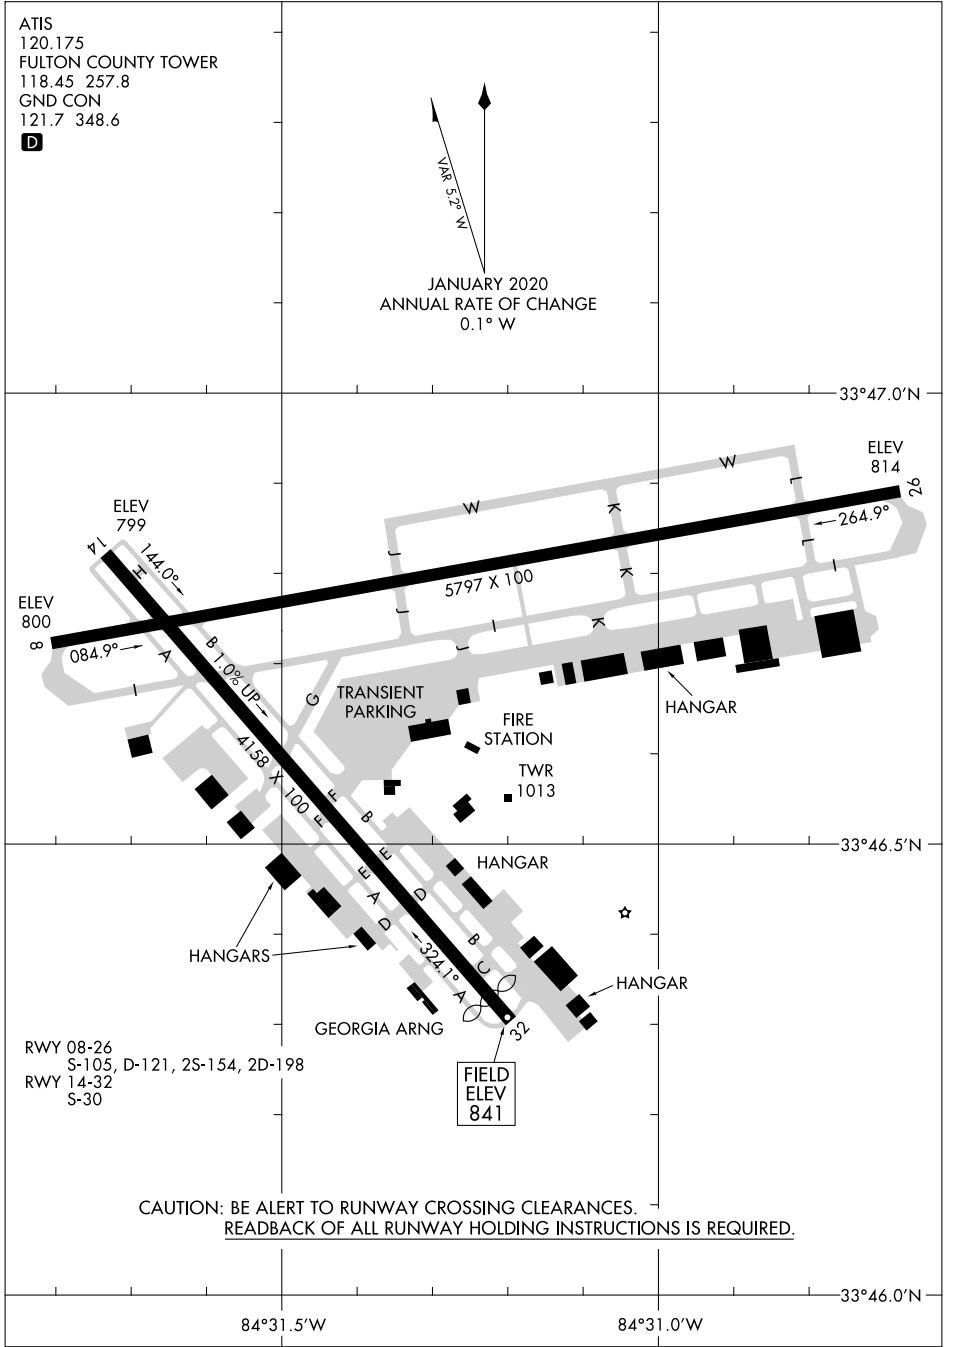 ATIS
120.175
FULTON COUNTY TOWER
118.45 257.8
GND CON
121.7 348.6
D
VAR 5.2° W
JANUARY 2020
ANNUAL RATE OF CHANGE
0.1° W
33°47.0'N
ELEV
814
26
264.9°
W
W
L
L
K
K
K
J
J
J
I
I
I
5797 X 100
ELEV
799
14
144.0°
H
ELEV
800
8
084.9°
A
B
1.0% UP
G
TRANSIENT
PARKING
HANGAR
FIRE
STATION
TWR
1013
4158 X 100
F
F
B
E
E
A
D
D
B
C
A
33°46.5'N
HANGAR
HANGARS
324.1°
HANGAR
GEORGIA ARNG
32
RWY 08-26
S-105, D-121, 2S-154, 2D-198
RWY 14-32
S-30
FIELD
ELEV
841
CAUTION: BE ALERT TO RUNWAY CROSSING CLEARANCES.
READBACK OF ALL RUNWAY HOLDING INSTRUCTIONS IS REQUIRED.
33°46.0'N
84°31.5'W
84°31.0'W